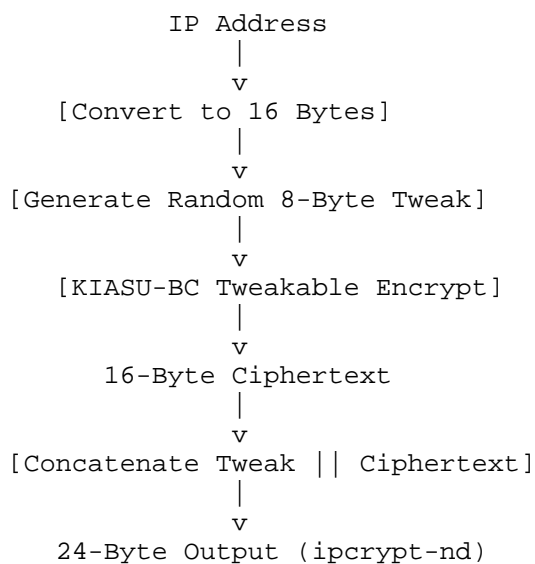 IP Address
|
v
[Convert to 16 Bytes]
|
v
[Generate Random 8-Byte Tweak]
|
v
[KIASU-BC Tweakable Encrypt]
|
v
16-Byte Ciphertext
|
v
[Concatenate Tweak || Ciphertext]
|
v
24-Byte Output (ipcrypt-nd)